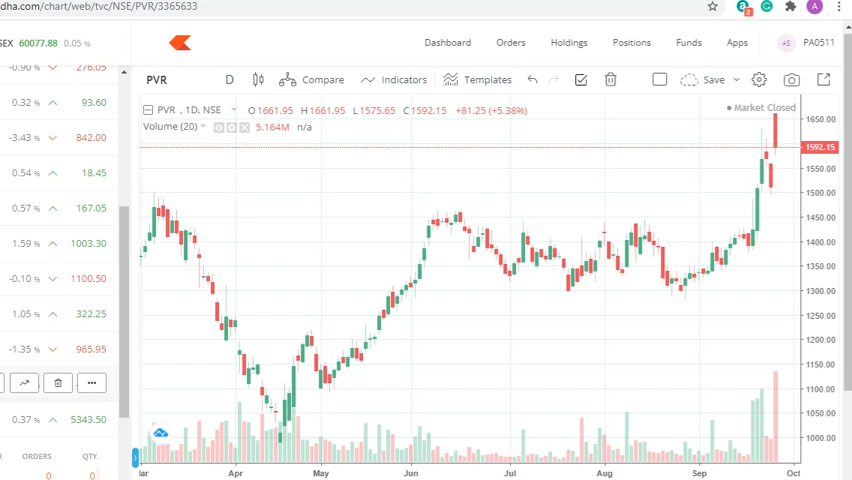 dha.com/chart/web/tvc/NSE/PVR/3365633
2
A
SEX 60077.88 0.05 %
Dashboard Orders Holdings Positions Funds Apps AS PA0511
-0.90 % 276.05
0.32 % 93.60
-3.43 % 842.00
0.54 % 18.45
0.57 % 167.05
1.59 % 1003.30
-0.10 % 1100.50
1.05 % 322.25
-1.35 % 965.95
0.37 % 5343.50
ORDERS QTY.
0 0
PVR D Compare Indicators Templates Save
PVR , 1D, NSE O1661.95 H1661.95 L1575.65 C1592.15 +81.25 (+5.38%)
Market Closed
Volume (20) 5.164M n/a
1650.00
1592.15
1550.00
1500.00
1450.00
1400.00
1350.00
1300.00
1250.00
1200.00
1150.00
1100.00
1050.00
1000.00
Apr May Jun Jul Aug Sep Oct